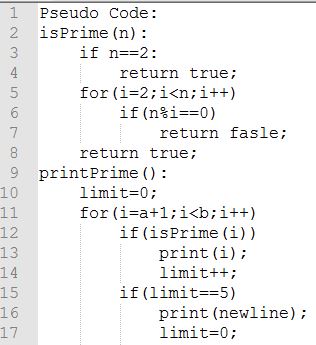 1 Pseudo Code:
2 isPrime(n):
3     if n==2:
4         return true;
5     for(i=2;i<n;i++)
6         if(n%i==0)
7             return fasle;
8     return true;
9 printPrime():
10     limit=0;
11     for(i=a+1;i<b;i++)
12         if(isPrime(i))
13             print(i);
14             limit++;
15         if(limit==5)
16             print(newline);
17             limit=0;